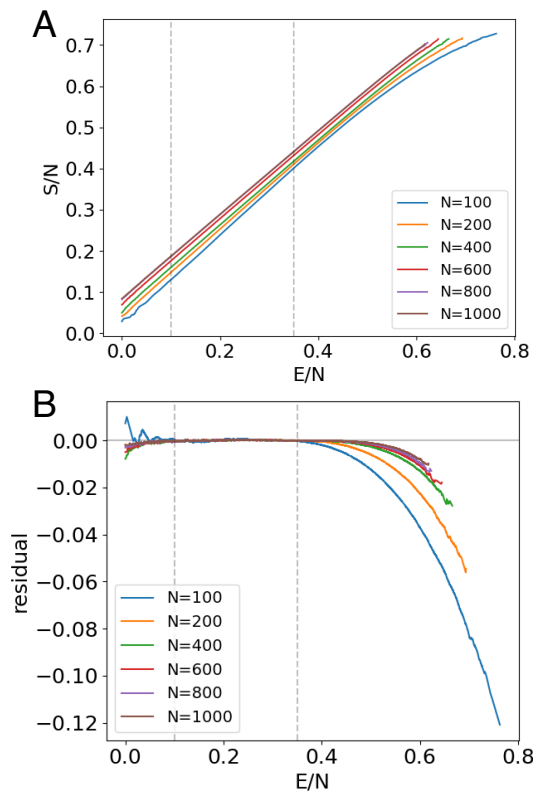 A
S/N
0.7
0.6
0.5
0.4
0.3
0.2
0.1
0.0
N=100
N=200
N=400
N=600
N=800
N=1000
0.0 0.2 0.4 0.6 0.8
E/N
B
residual
0.00
−0.02
−0.04
−0.06
−0.08
−0.10
−0.12
N=100
N=200
N=400
N=600
N=800
N=1000
0.0 0.2 0.4 0.6 0.8
E/N